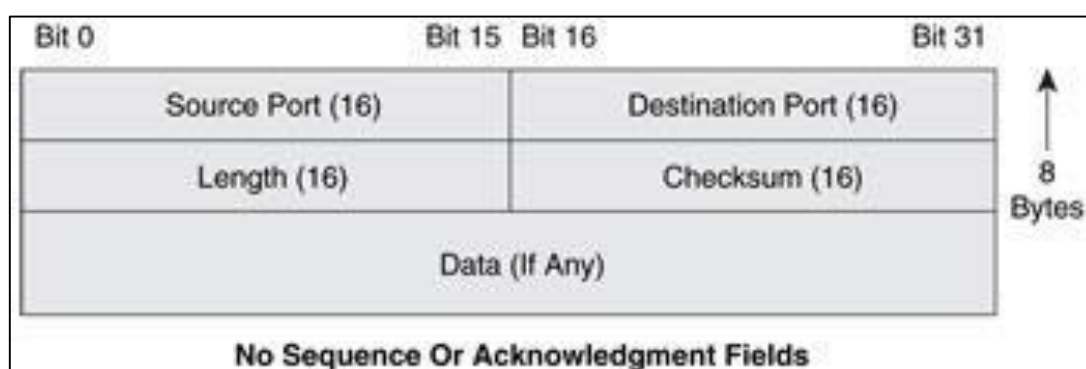 Bit 0 Bit 15 Bit 16 Bit 31
Source Port (16) Destination Port (16)
Length (16) Checksum (16) 8
Bytes
Data (If Any)
No Sequence Or Acknowledgment Fields